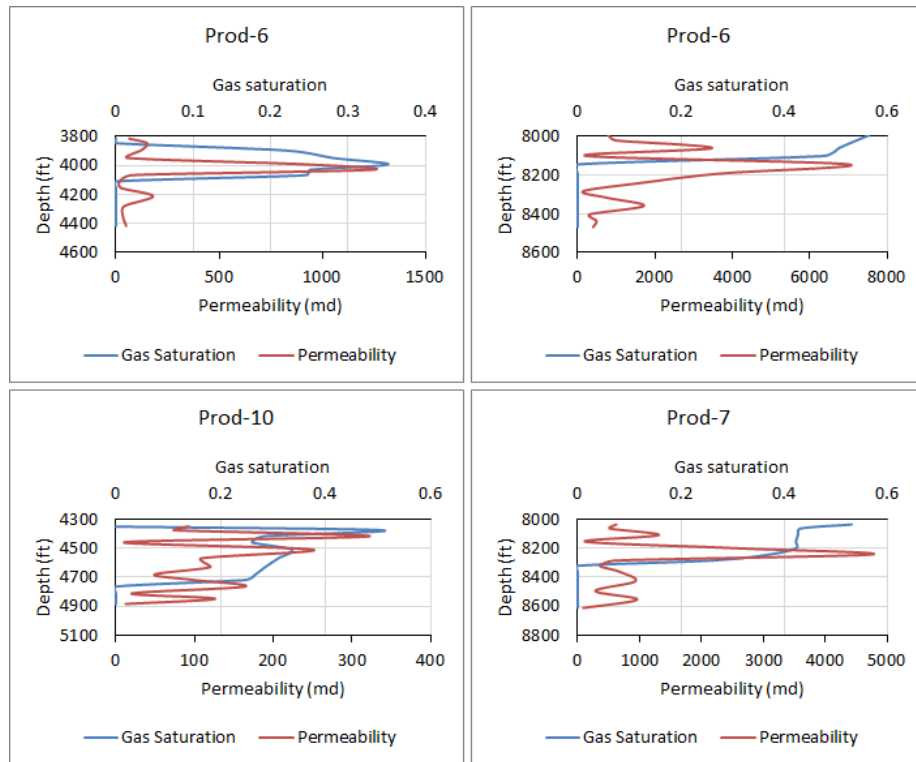 Prod-6
Gas saturation
0 0.1 0.2 0.3 0.4
3800
4000
4200
4400
4600
Depth (ft)
0 500 1000 1500
Permeability (md)
Gas Saturation Permeability
Prod-6
Gas saturation
0 0.2 0.4 0.6
8000
8200
8400
8600
Depth (ft)
0 2000 4000 6000 8000
Permeability (md)
Gas Saturation Permeability
Prod-10
Gas saturation
0 0.2 0.4 0.6
4300
4500
4700
4900
5100
Depth (ft)
0 100 200 300 400
Permeability (md)
Gas Saturation Permeability
Prod-7
Gas saturation
0 0.2 0.4 0.6
8000
8200
8400
8600
8800
Depth (ft)
0 1000 2000 3000 4000 5000
Permeability (md)
Gas Saturation Permeability